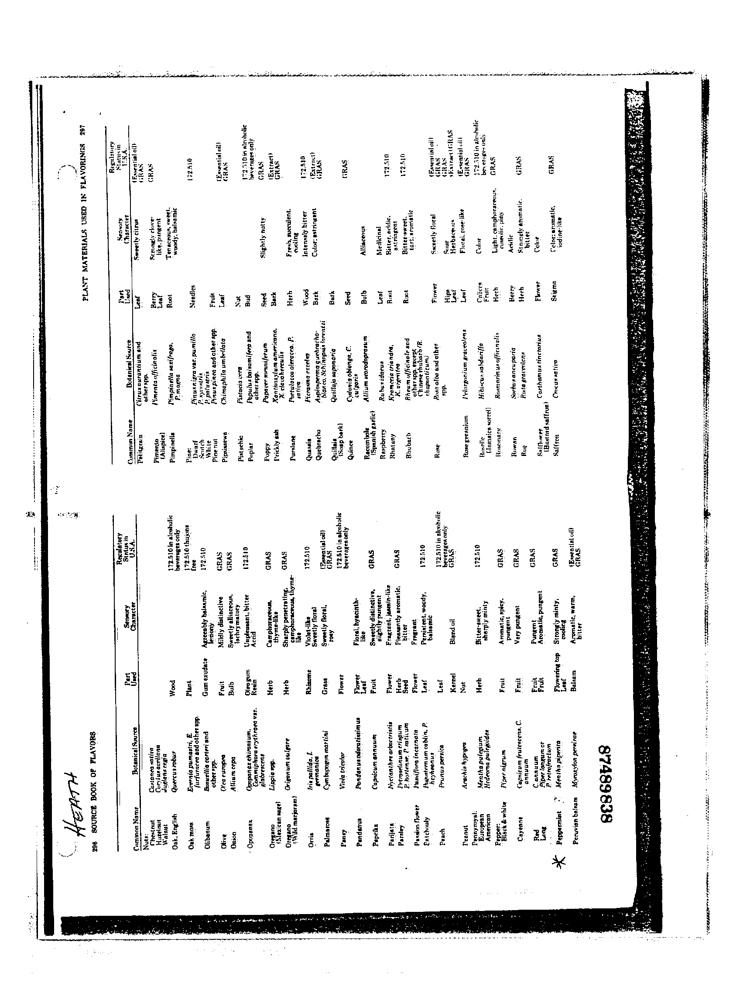 HEATH
296 SOURCE BOOK OF FLAVORS
Common Name Botanical Source Part Used Sensory Character Regulatory Status in U.S.A.
Nuts:
Chestnut Castanea sativa
Hazelnut Corylus avellana
Walnut Juglans regia
Oak, English Quercus robur Wood 172.510 in alcoholic
beverages only
Oak moss Evernia prunastri, E. Plant 172.510 thujone
furfuracea and other spp. free
Olibanum Boswellia carteri and Gum exudate Agreeably balsamic, 172.510
other spp. lemony
Olive Olea europea Fruit Mildly distinctive GRAS
Onion Allium cepa Bulb Sweetly alliaceous, GRAS
lachrymatory
Opopanax Opopanax chironium, Oleogum Unpleasant, bitter 172.510
Commiphora erythraea var. Resin Acrid
glabrescens
Oregano Lippia spp. Herb Camphoraceous, GRAS
(Mexican sage) thyme-like
Oregano Origanum vulgare Herb Sharply penetrating, GRAS
(Wild marjoram) camphoraceous, thyme-
like
Orris Iris pallida, I. Rhizome Violet-like 172.510
germanica Sweetly floral
Palmarosa Cymbopogon martini Grass Sweetly floral, (Essential oil)
rosy GRAS
Pansy Viola tricolor Flower 172.510 in alcoholic
beverages only
Pandanus Pandanus odoratissimus Flower Floral, hyacinth-
Leaf like
Paprika Capsicum annuum Fruit Sweetly distinctive, GRAS
slightly pungent
Parijata Nyctanthes arbortristis Flower Fragrant, jasmin-like
Parsley Petroselinum crispum Herb Pleasantly aromatic, GRAS
P. hortense P. sativum Seed bitter
Passion flower Passiflora incarnata Flower Fragrant
Patchouly Pogostemon cablin, P. Leaf Persistent, woody, 172.510
heyneanus balsamic
Peach Prunus persica Leaf 172.510 in alcoholic
beverages only
Kernel Bland oil GRAS
Peanut Arachis hypogea Nut
Pennyroyal:
European Mentha pulegium Herb Bitter-sweet, 172.510
American Hedeoma pulegioides sharply minty
Pepper:
Black & white Piper nigrum Fruit Aromatic, spicy, GRAS
pungent
Cayenne Capsicum frutescens, C. Fruit Very pungent GRAS
annuum
Red C. annuum Fruit Pungent GRAS
Long Piper longum or Fruit Aromatic, pungent
P. retrofractum
* Peppermint Mentha piperita Flowering top Strongly minty, GRAS
Leaf cooling
Peruvian balsam Myroxylon pereirae Balsam Aromatic, warm, (Essential oil)
bitter GRAS
87489838
PLANT MATERIALS USED IN FLAVORINGS 297
Common Name Botanical Source Part Used Sensory Character Regulatory Status in U.S.A.
Petitgrain Citrus aurantium and Leaf Sweetly citrus (Essential oil)
other spp. GRAS
Pimento Pimenta officinalis Berry Strongly clove- GRAS
(Allspice) Leaf like, pungent
Pimpinella Pimpinella saxifraga, Root Tenacious, sweet,
P. magna woody, balsamic
Pine:
Dwarf Pinus mugo var. pumilio Needles 172.510
Scotch P. sylvestris
White P. palustris
Pine nut Pinus pinea and other spp. Fruit
Pipsissewa Chimaphila umbellata Leaf (Essential oil)
GRAS
Pistachio Pistacia vera Nut
Poplar Populus balsamifera and Bud 172.510 in alcoholic
other spp. beverages only
Poppy Papaver somniferum Seed Slightly nutty GRAS
Prickly ash Xanthoxylum americana, Bark (Extract)
X. clavaherculis GRAS
Purslane Portulacca oleracea, P. Herb Fresh, succulent,
sativa cooling
Quassia Picrasma excelsa Wood Intensely bitter 172.510
Quebracho Aspidosperma quebracho- Bark Color; astringent (Extract)
blanco, Schinopsis lorentzii GRAS
Quillaia Quillaja saponaria Bark
(Soap bark)
Quince Cydonia oblonga, C. Seed GRAS
vulgaris
Rocambole Allium scorodoprasum Bulb Alliaceous
(Spanish garlic)
Raspberry Rubus idaeus Leaf Medicinal
Rhatany Krameria triandra, Root Bitter, acidic, 172.510
K. argentea astringent
Rhubarb Rheum officinale and Root Bitter-sweet, 172.510
other spp. except tart, aromatic
Chinese rhubarb (R.
rhaponticum)
Rose Rosa alba and other Flower Sweetly floral (Essential oil)
spp. GRAS
Hips Sour GRAS
Leaf Herbaceous (Extract) GRAS
Rose geranium Pelargonium graveolens Leaf Floral, rose-like (Essential oil)
GRAS
Roselle Hibiscus sabdariffa Calices Color 172.510 in alcoholic
(Jamaica sorrel) Fruit beverages only
Rosemary Rosmarinus officinalis Herb Light, camphoraceous, GRAS
Rowan Sorbus aucuparia Berry Acidic
Rue Ruta graveolens Herb Strongly aromatic, GRAS
bitter
Safflower Carthamus tinctorius Flower Color
(Bastard saffron)
Saffron Crocus sativa Stigma Color; aromatic, GRAS
iodine-like